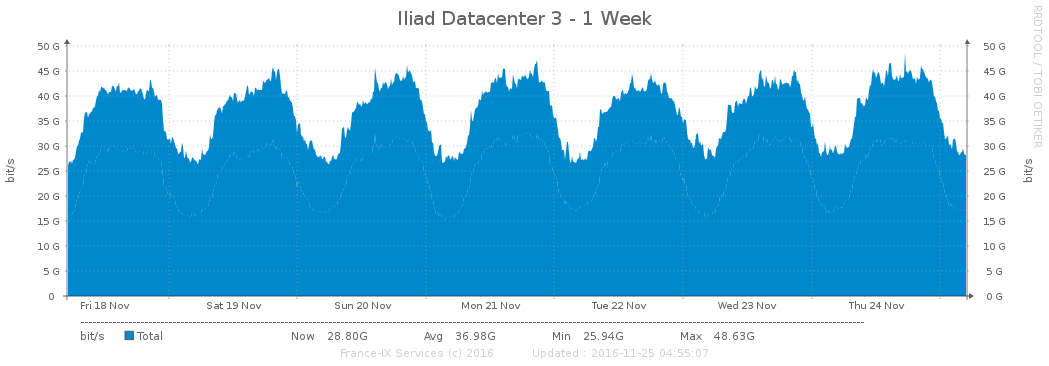 Iliad Datacenter 3 - 1 Week
RRDTOOL / TOBI OETIKER
bit/s
50 G
45 G
40 G
35 G
30 G
25 G
20 G
15 G
10 G
5 G
0
50 G
45 G
40 G
35 G
30 G
25 G
20 G
15 G
10 G
5 G
0 G
bit/s
Fri 18 Nov Sat 19 Nov Sun 20 Nov Mon 21 Nov Tue 22 Nov Wed 23 Nov Thu 24 Nov
bit/s Total Now 28.80G Avg 36.98G Min 25.94G Max 48.63G
France-IX Services (c) 2016 Updated : 2016-11-25 04:55:07